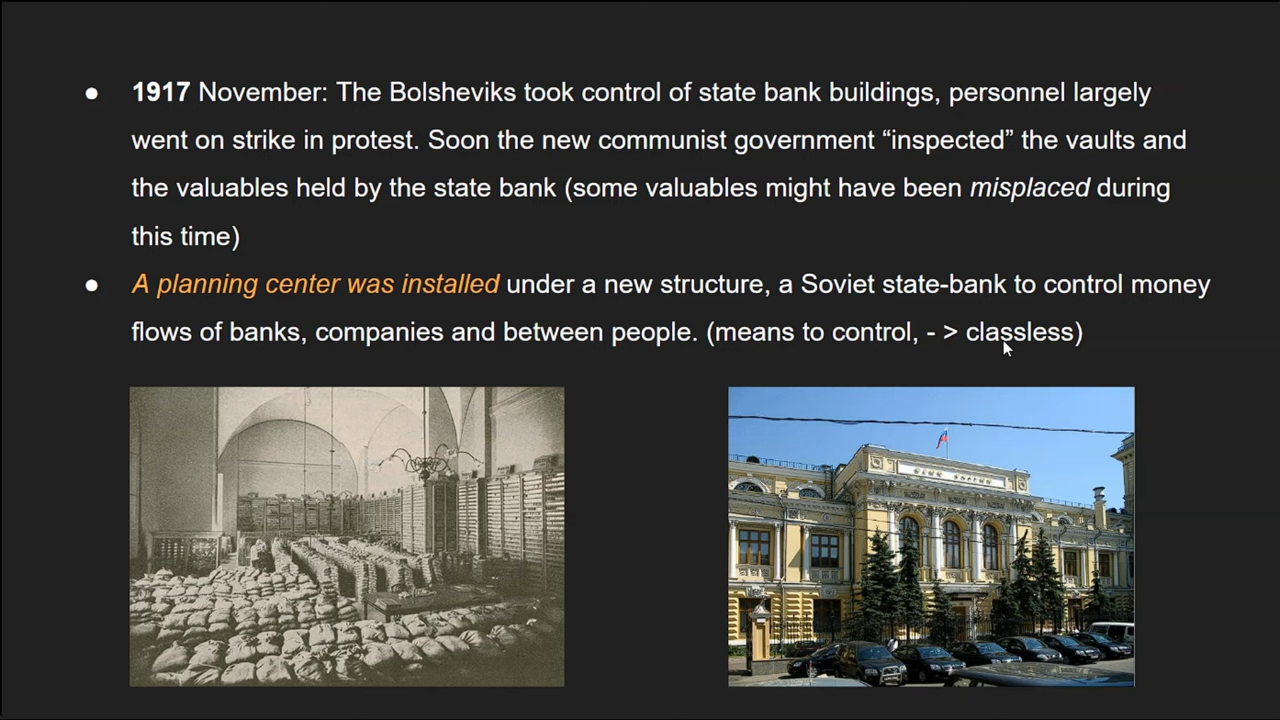 ● 1917 November: The Bolsheviks took control of state bank buildings, personnel largely
went on strike in protest. Soon the new communist government “inspected” the vaults and
the valuables held by the state bank (some valuables might have been misplaced during
this time)
● A planning center was installed under a new structure, a Soviet state-bank to control money
flows of banks, companies and between people. (means to control, - > classless)